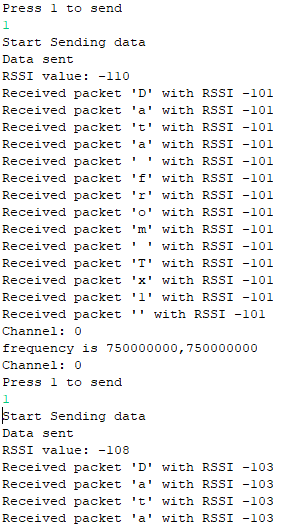 Press 1 to send
1
Start Sending data
Data sent
RSSI value: -110
Received packet 'D' with RSSI -101
Received packet 'a' with RSSI -101
Received packet 't' with RSSI -101
Received packet 'a' with RSSI -101
Received packet ' ' with RSSI -101
Received packet 'f' with RSSI -101
Received packet 'r' with RSSI -101
Received packet 'o' with RSSI -101
Received packet 'm' with RSSI -101
Received packet ' ' with RSSI -101
Received packet 'T' with RSSI -101
Received packet 'x' with RSSI -101
Received packet '1' with RSSI -101
Received packet '' with RSSI -101
Channel: 0
frequency is 750000000,750000000
Channel: 0
Press 1 to send
1
Start Sending data
Data sent
RSSI value: -108
Received packet 'D' with RSSI -103
Received packet 'a' with RSSI -103
Received packet 't' with RSSI -103
Received packet 'a' with RSSI -103